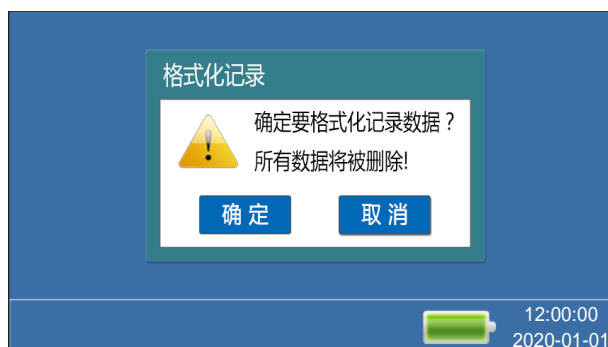 格式化记录
确定要格式化记录数据？
所有数据将被删除!
确定
取消
12:00:00
2020-01-01